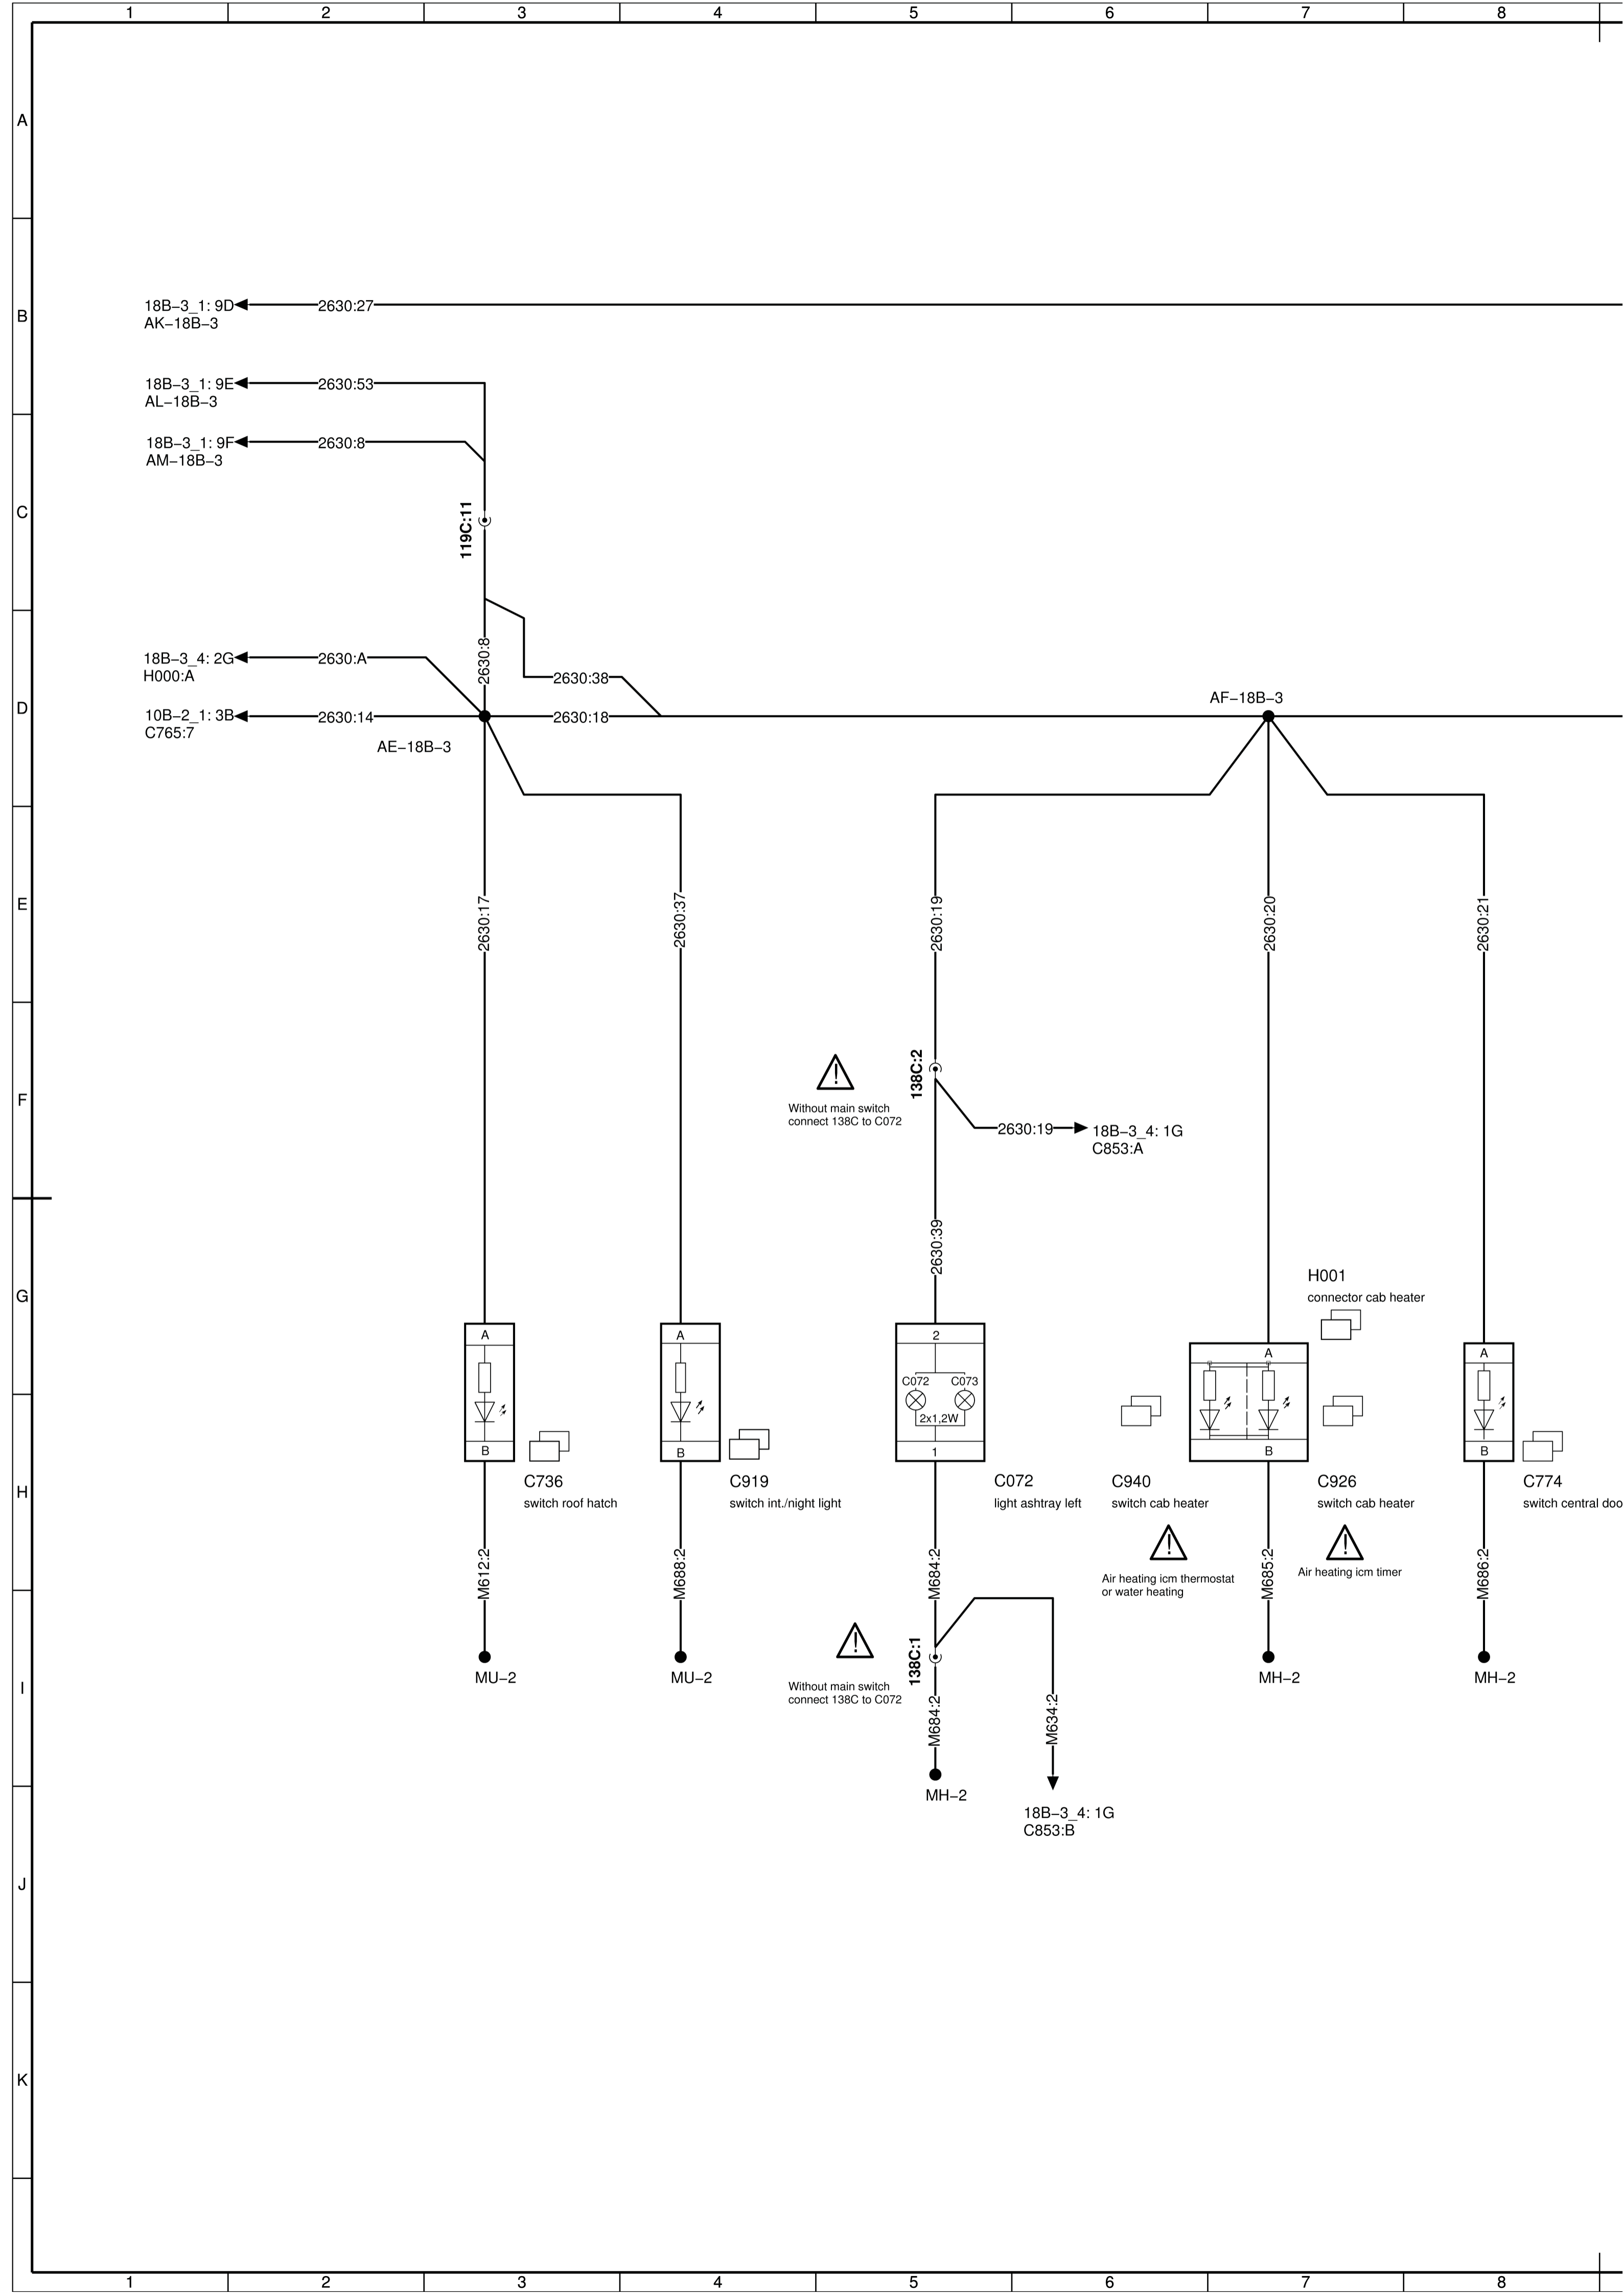 1 2 3 4 5 6 7 8
A
B
C
D
E
F
G
H
I
J
K
18B–3_1: 9D
AK–18B–3
2630:27
18B–3_1: 9E
AL–18B–3
2630:53
18B–3_1: 9F
AM–18B–3
2630:8
119C:11
2630:8
18B–3_4: 2G
H000:A
2630:A
2630:38
10B–2_1: 3B
C765:7
2630:14
2630:18
AE–18B–3
AF–18B–3
2630:17
2630:37
2630:19
2630:20
2630:21
138C:2
Without main switch
connect 138C to C072
2630:19
18B–3_4: 1G
C853:A
2630:39
H001
connector cab heater
A
B
C736
switch roof hatch
A
B
C919
switch int./night light
2
C072 C073
2x1,2W
1
C072
light ashtray left
C940
switch cab heater
Air heating icm thermostat
or water heating
A
B
C926
switch cab heater
Air heating icm timer
A
B
C774
switch central doo
M612:2
M688:2
M684:2
M685:2
M686:2
MU–2
MU–2
138C:1
Without main switch
connect 138C to C072
M684:2
M634:2
MH–2
MH–2
MH–2
18B–3_4: 1G
C853:B
1 2 3 4 5 6 7 8